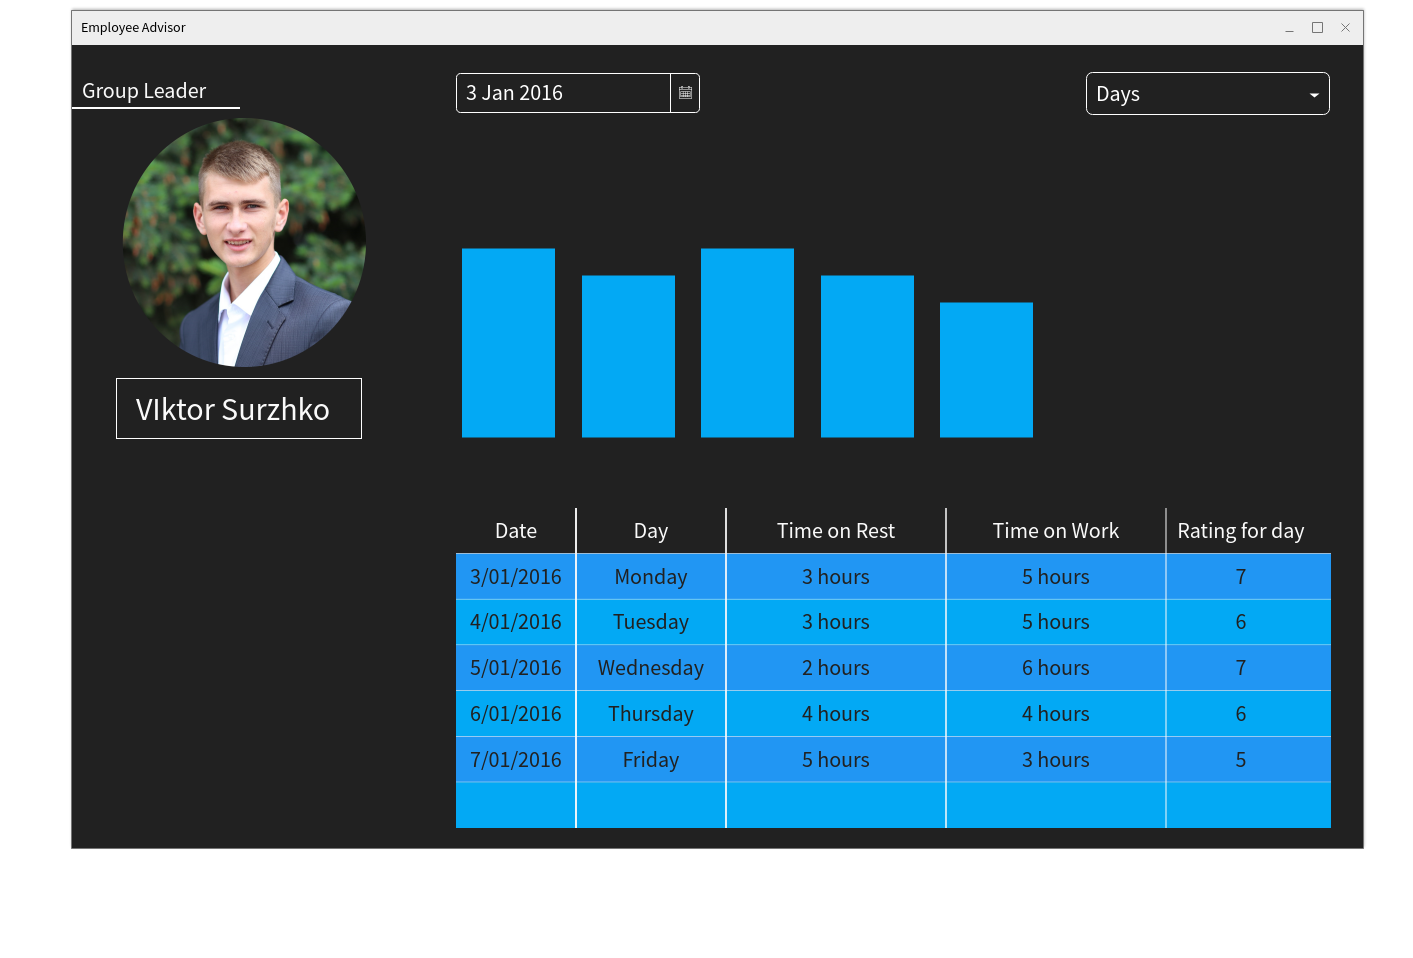 Employee Advisor
Group Leader
3 Jan 2016
Days
VIktor Surzhko
Date Day Time on Rest Time on Work Rating for day
3/01/2016 Monday 3 hours 5 hours 7
4/01/2016 Tuesday 3 hours 5 hours 6
5/01/2016 Wednesday 2 hours 6 hours 7
6/01/2016 Thursday 4 hours 4 hours 6
7/01/2016 Friday 5 hours 3 hours 5